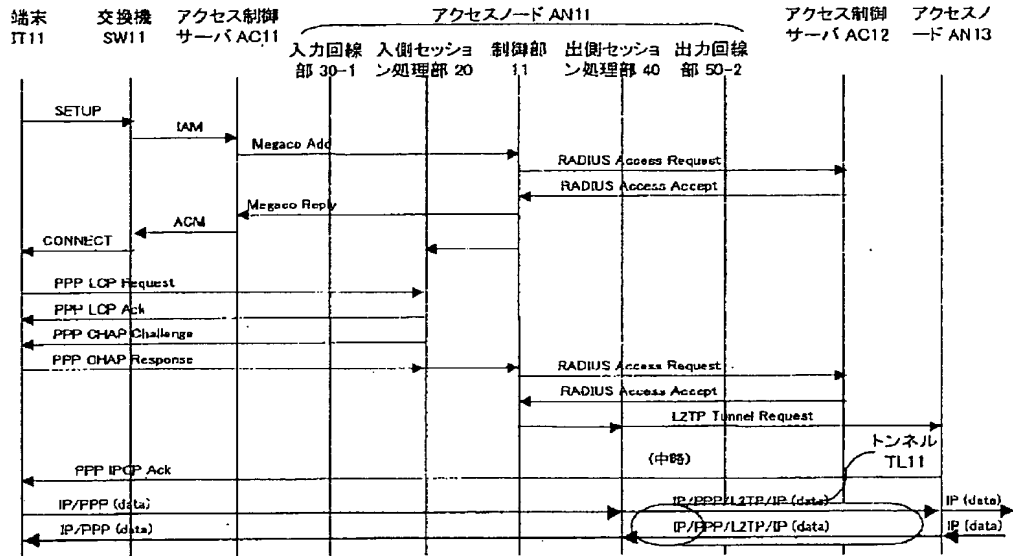 端末
IT11
交換機
SW11
アクセス制御
サーバ AC11
アクセスノード AN11
入力回線
部 30-1
入側セッショ
ン処理部 20
制御部
11
出側セッショ
ン処理部 40
出力回線
部 50-2
アクセス制御
サーバ AC12
アクセスノ
ード AN13
SETUP
IAM
Megaco Add
RADIUS Access Request
RADIUS Access Accept
Megaco Reply
ACM
CONNECT
PPP LCP Request
PPP LCP Ack
PPP CHAP Challenge
PPP CHAP Response
RADIUS Access Request
RADIUS Access Accept
L2TP Tunnel Request
(中略)
トンネル
TL11
PPP IPCP Ack
IP/PPP (data)
IP/PPP/L2TP/IP (data)
IP (data)
IP/PPP (data)
IP/PPP/L2TP/IP (data)
IP (data)